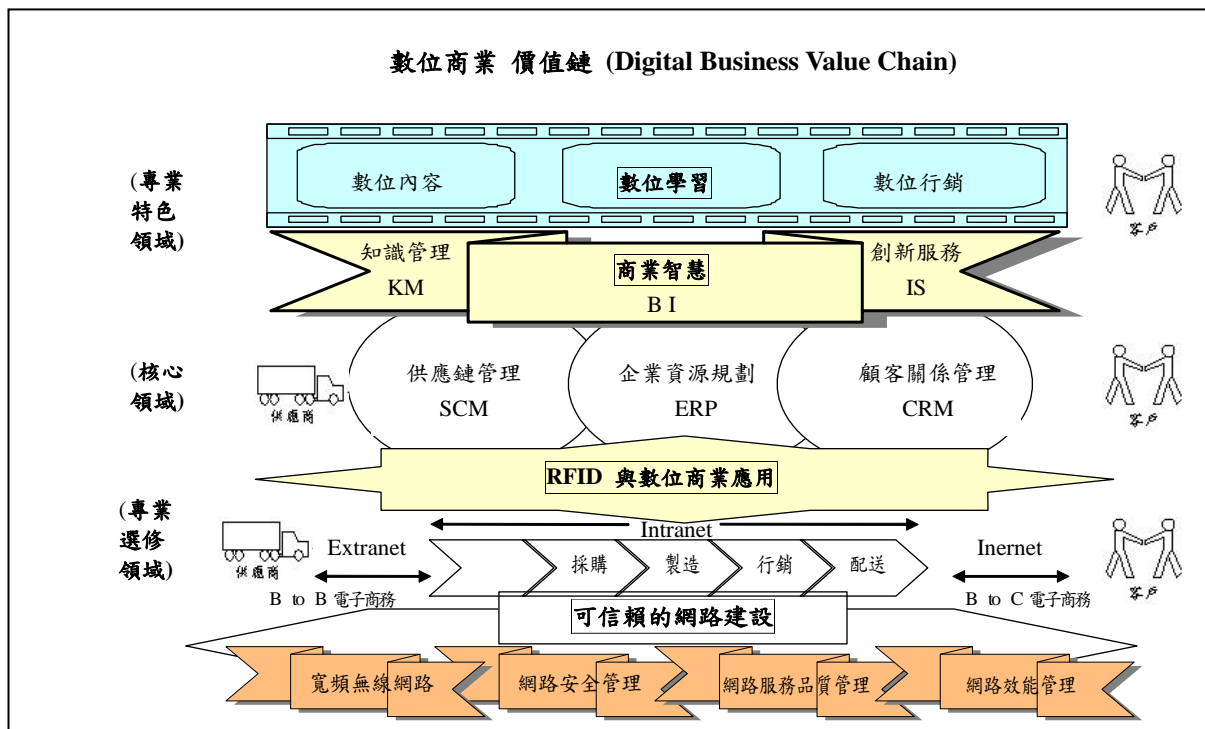 數位商業 價值鏈 (Digital Business Value Chain)
(專業
特色
領域)
數位內容
數位學習
數位行銷
客戶
知識管理
KM
商業智慧
B I
創新服務
IS
(核心
領域)
供應商
供應鏈管理
SCM
企業資源規劃
ERP
顧客關係管理
CRM
客戶
RFID 與數位商業應用
(專業
選修
領域)
供應商
Extranet
B to B 電子商務
Intranet
採購
製造
行銷
配送
Inernet
B to C 電子商務
客戶
可信賴的網路建設
寬頻無線網路
網路安全管理
網路服務品質管理
網路效能管理